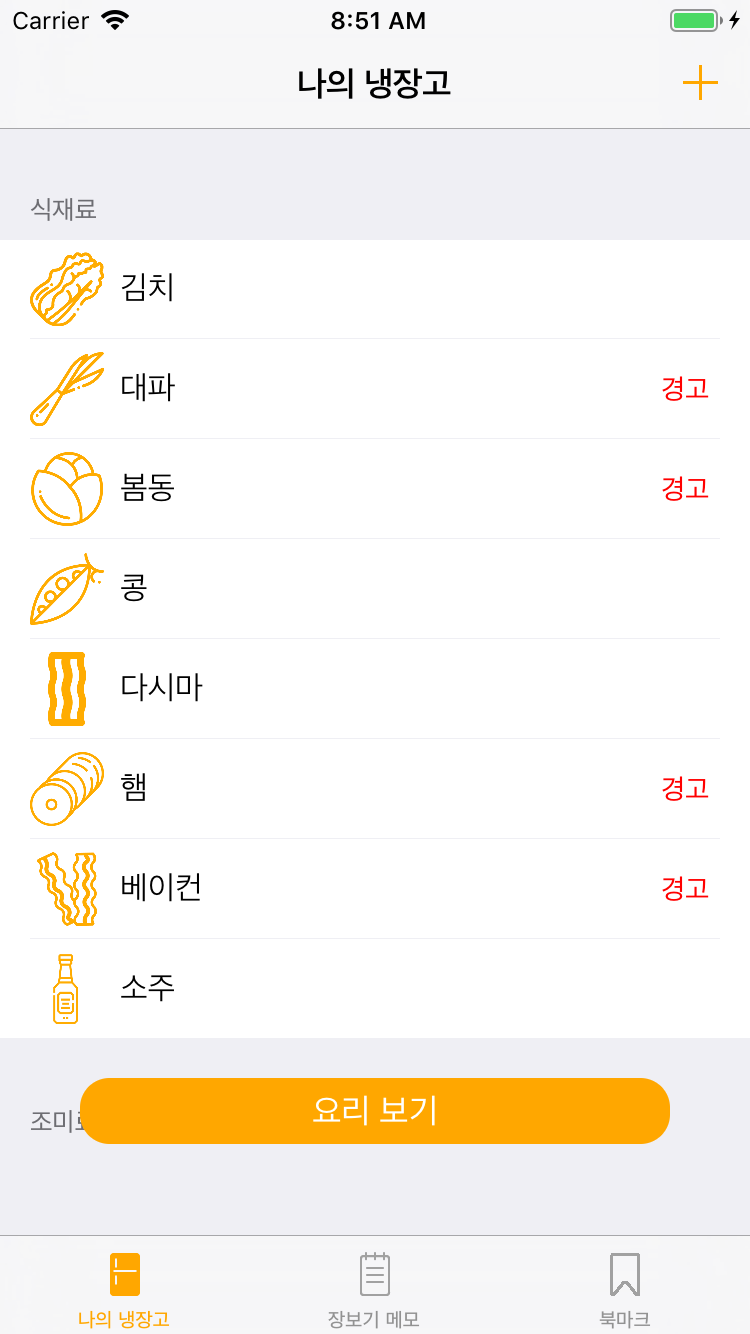 Carrier 8:51 AM
나의 냉장고
식재료
김치
대파 경고
봄동 경고
콩
다시마
햄 경고
베이컨 경고
소주
조미료
요리 보기
나의 냉장고 장보기 메모 북마크